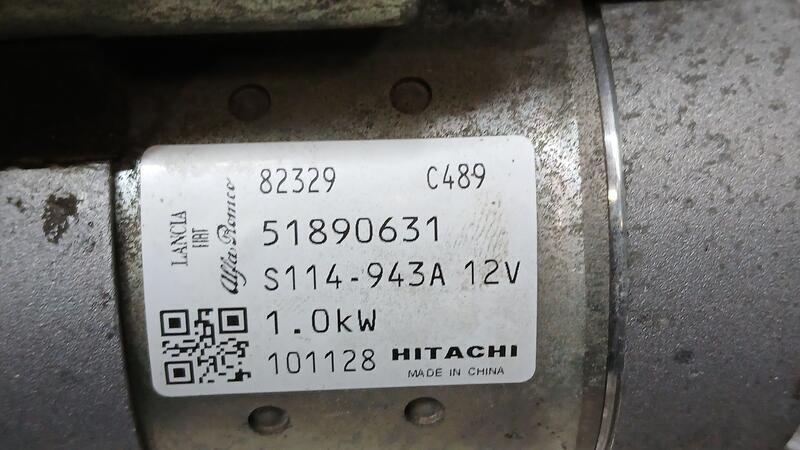 82329 C489
LANCIA
FIAT
Alfa Romeo
51890631
S114-943A 12V
1.0kW
101128 HITACHI
MADE IN CHINA